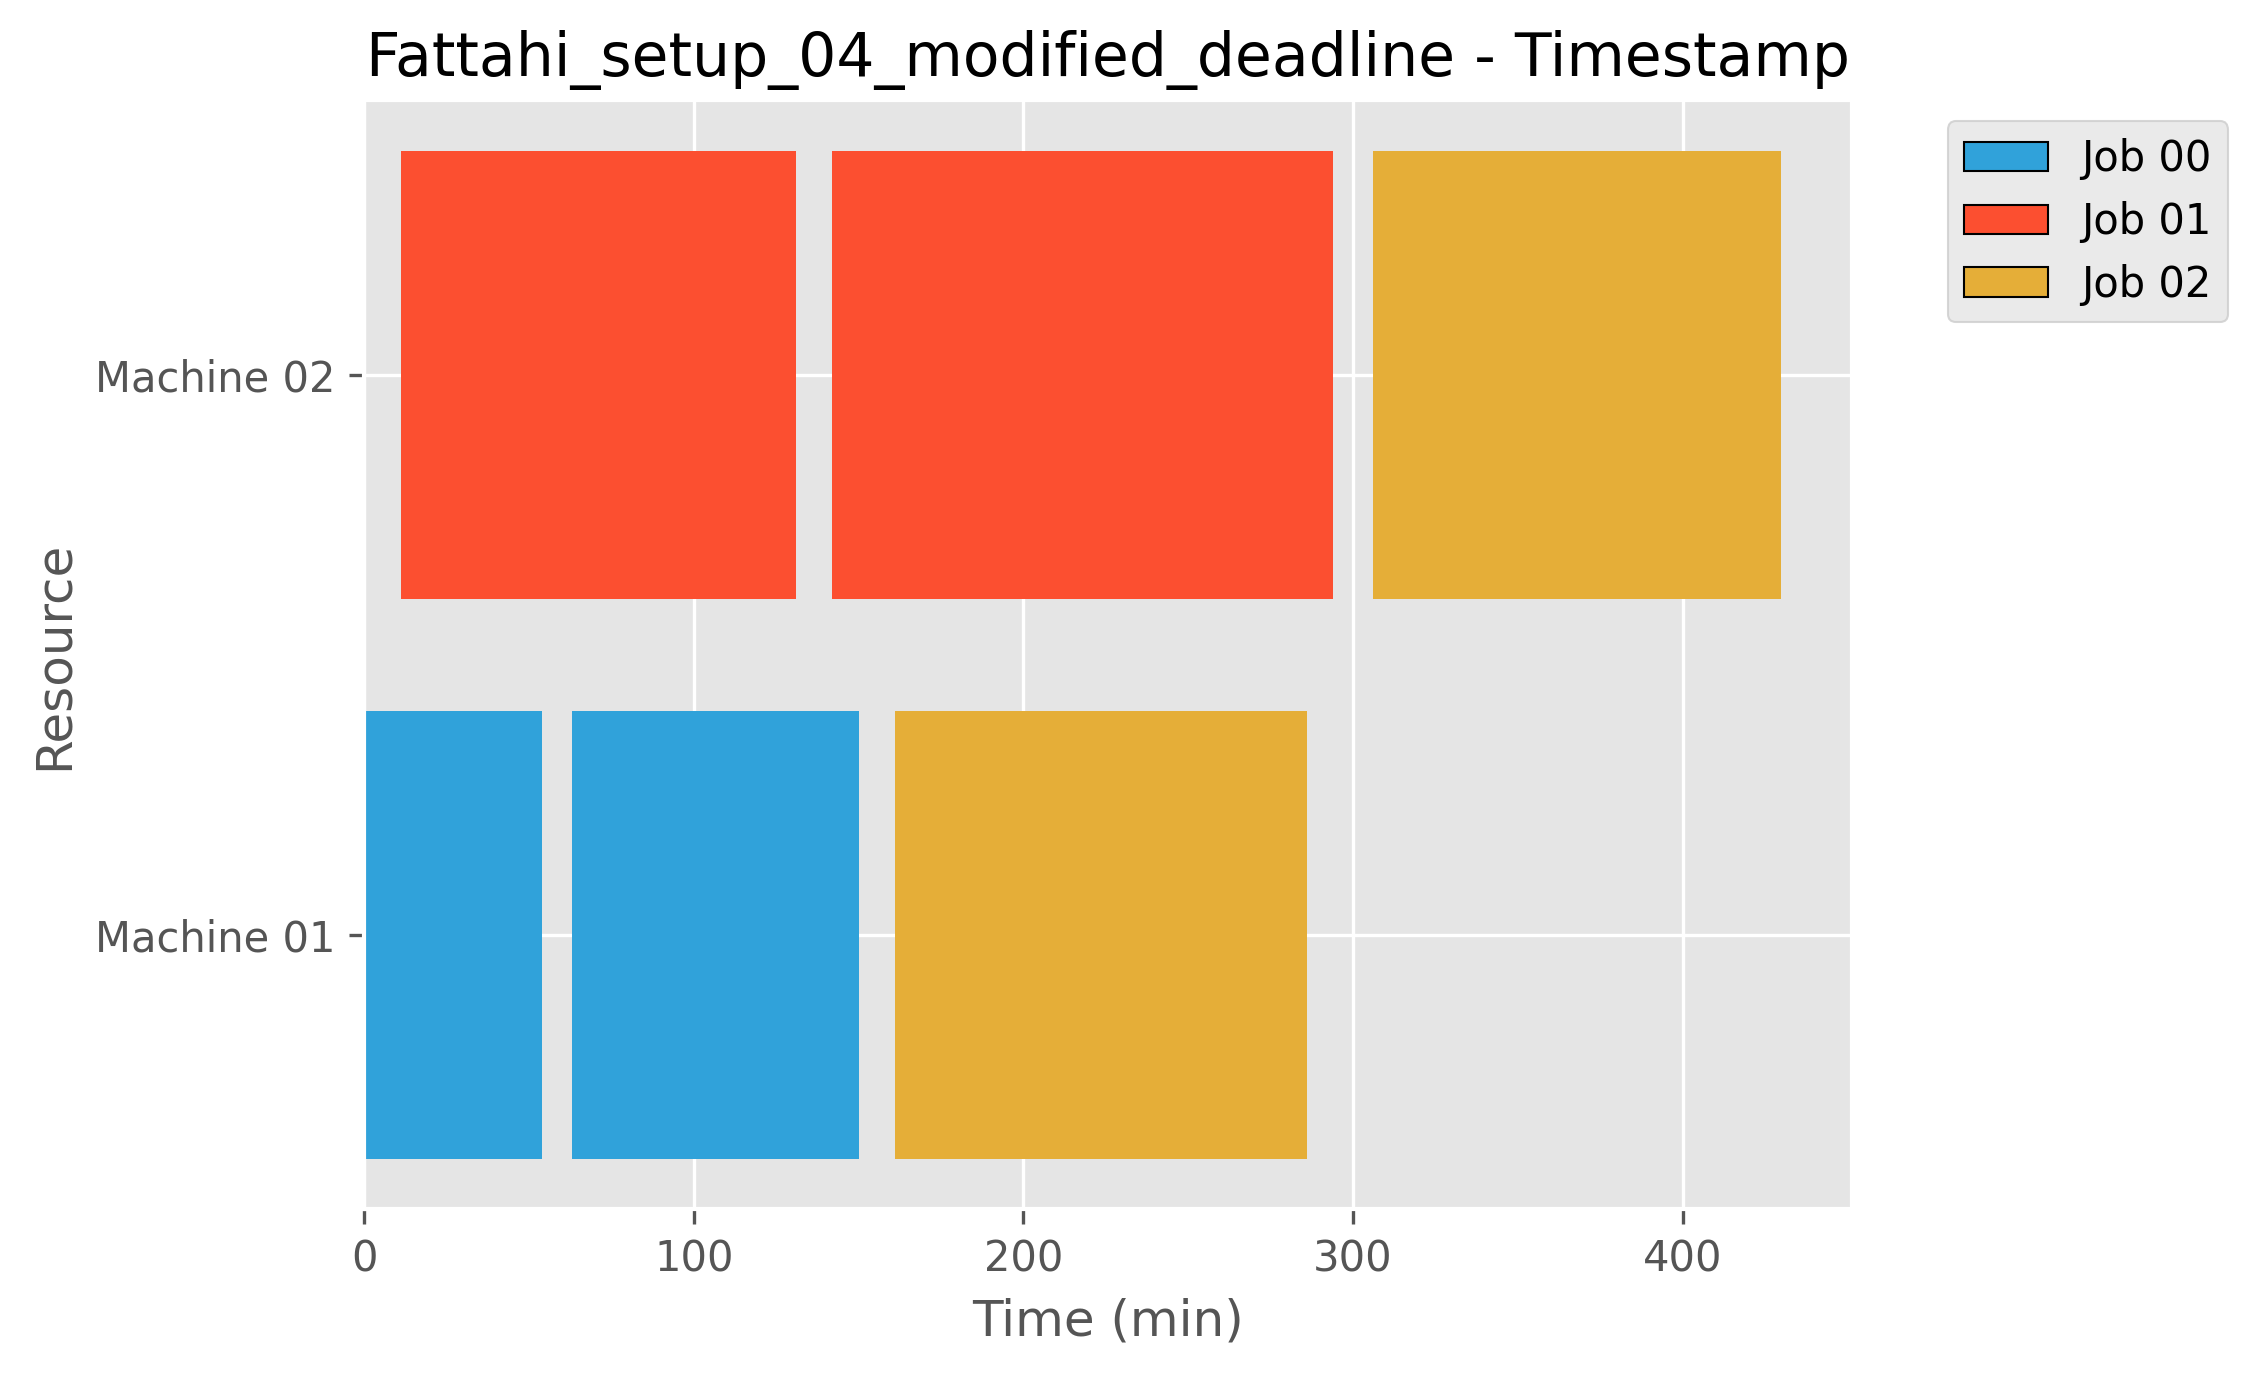 Fattahi_setup_04_modified_deadline - Timestamp
Job 00
Job 01
Job 02
Machine 02
Machine 01
Resource
0 100 200 300 400
Time (min)